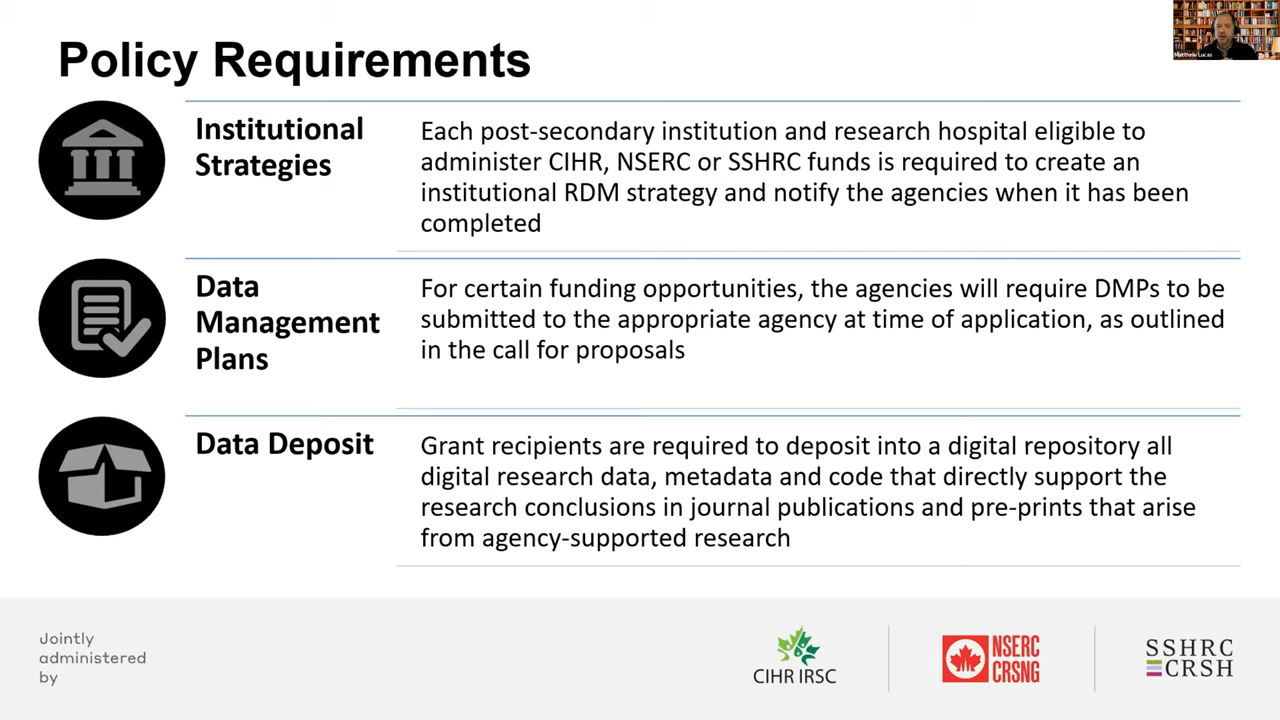 Policy Requirements
Matthew Lucas
Institutional
Strategies
Each post-secondary institution and research hospital eligible to
administer CIHR, NSERC or SSHRC funds is required to create an
institutional RDM strategy and notify the agencies when it has been
completed
Data
Management
Plans
For certain funding opportunities, the agencies will require DMPs to be
submitted to the appropriate agency at time of application, as outlined
in the call for proposals
Data Deposit
Grant recipients are required to deposit into a digital repository all
digital research data, metadata and code that directly support the
research conclusions in journal publications and pre-prints that arise
from agency-supported research
Jointly
administered
by
CIHR IRSC
NSERC
CRSNG
SSHRC
CRSH